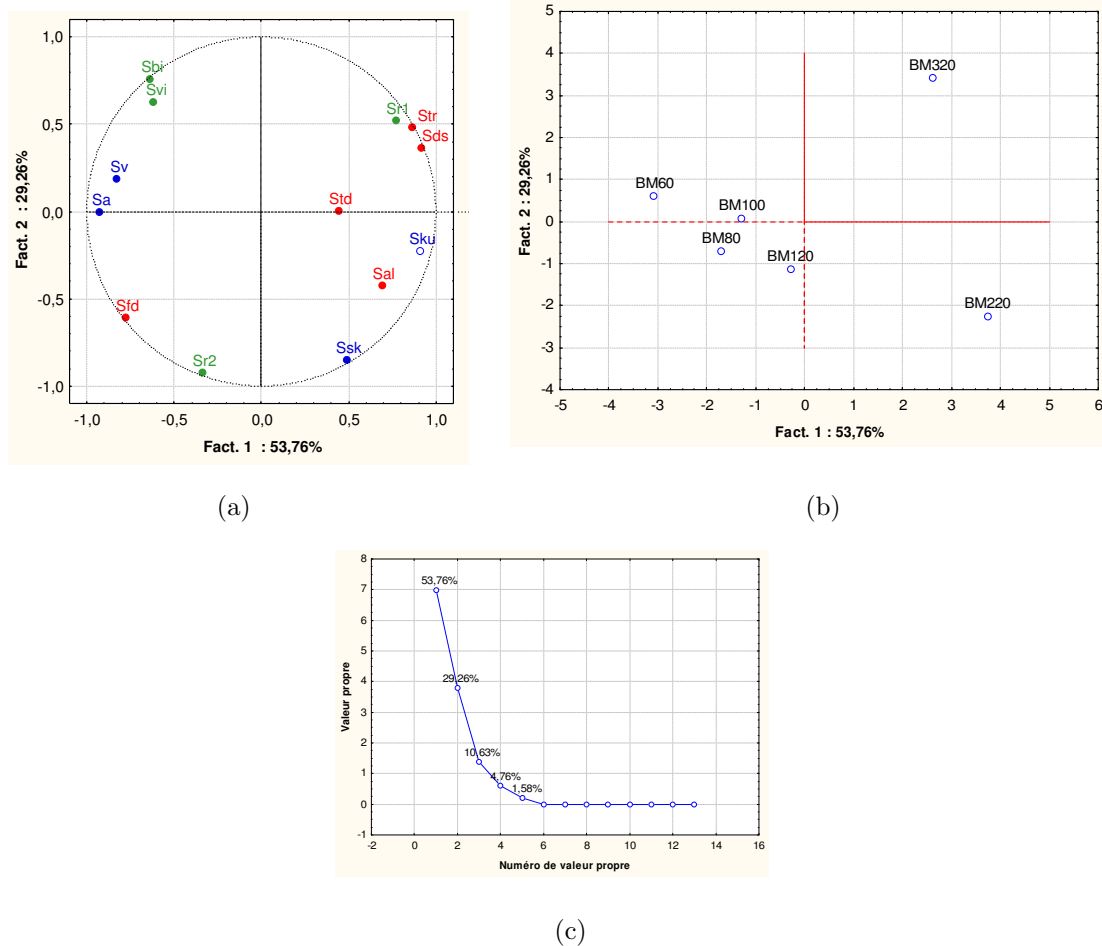 1,0
0,5
0,0
-0,5
-1,0
Fact. 2 : 29,26%
Sbi
Svi
Sr1
Str
Sds
Sv
Sa
Std
Sku
Sal
Sfd
Ssk
Sr2
-1,0 -0,5 0,0 0,5 1,0
Fact. 1 : 53,76%
(a)
5
4
3
2
1
0
-1
-2
-3
-4
Fact. 2 : 29,26%
BM320
BM60
BM100
BM80
BM120
BM220
-5 -4 -3 -2 -1 0 1 2 3 4 5 6
Fact. 1 : 53,76%
(b)
8
7
6
5
4
3
2
1
0
-1
Valeur propre
53,76%
29,26%
10,63%
4,76%
1,58%
-2 0 2 4 6 8 10 12 14 16
Numéro de valeur propre
(c)